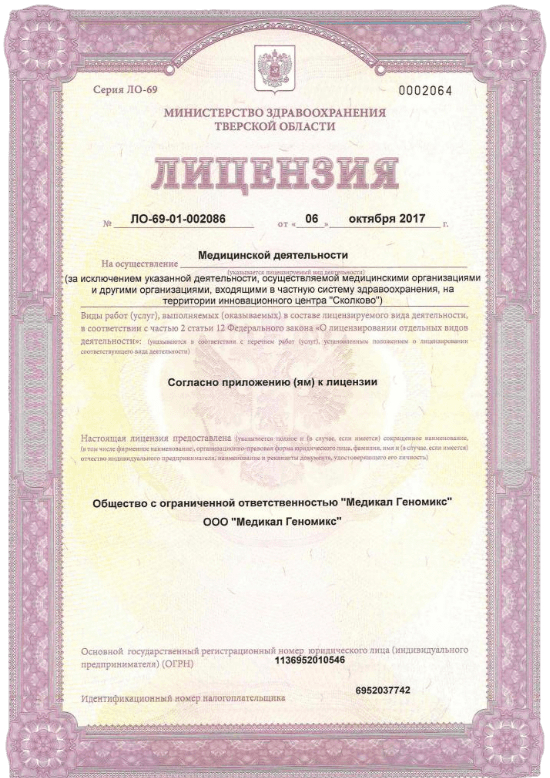 Серия ЛО-69
0002064
МИНИСТЕРСТВО ЗДРАВООХРАНЕНИЯ
ТВЕРСКОЙ ОБЛАСТИ
ЛИЦЕНЗИЯ
№ ЛО-69-01-002086 от « 06 » октября 2017 г.
На осуществление Медицинской деятельности
(указывается лицензируемый вид деятельности)
(за исключением указанной деятельности, осуществляемой медицинскими организациями
и другими организациями, входящими в частную систему здравоохранения, на
территории инновационного центра "Сколково")
Виды работ (услуг), выполняемых (оказываемых) в составе лицензируемого вида деятельности,
в соответствии с частью 2 статьи 12 Федерального закона «О лицензировании отдельных видов
деятельности»: (указываются в соответствии с перечнем работ (услуг), установленным положением о лицензировании
соответствующего вида деятельности)
Согласно приложению (ям) к лицензии
Настоящая лицензия предоставлена (указывается полное и (в случае, если имеется) сокращенное наименование,
(в том числе фирменное наименование), организационно-правовая форма юридического лица, фамилия, имя и (в случае, если имеется)
отчество индивидуального предпринимателя, наименование и реквизиты документа, удостоверяющего его личность)
Общество с ограниченной ответственностью "Медикал Геномикс"
ООО "Медикал Геномикс"
Основной государственный регистрационный номер юридического лица (индивидуального
предпринимателя) (ОГРН) 1136952010546
Идентификационный номер налогоплательщика 6952037742